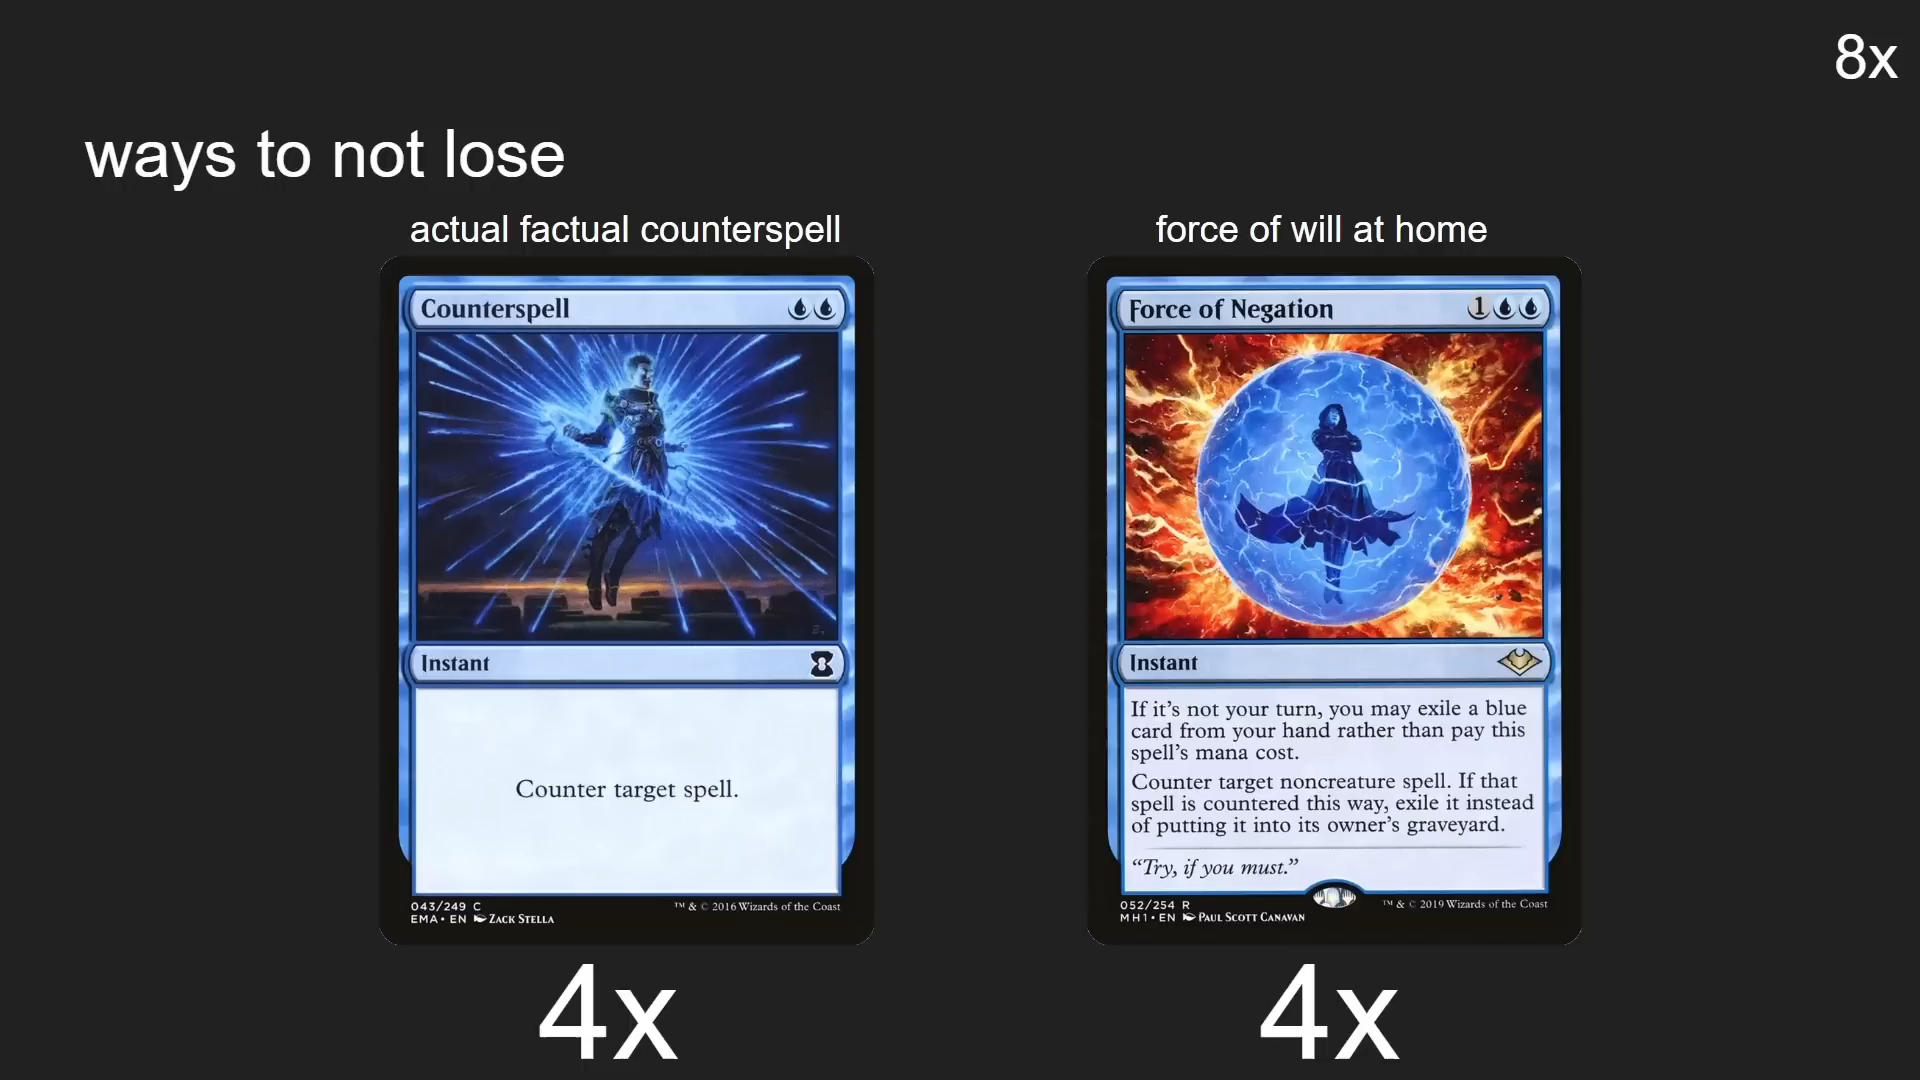 8x
ways to not lose
actual factual counterspell
Counterspell
Instant
Counter target spell.
043/249 C
EMA • EN ZACK STELLA
™ & © 2016 Wizards of the Coast
4x
force of will at home
Force of Negation 1
Instant
If it's not your turn, you may exile a blue
card from your hand rather than pay this
spell's mana cost.
Counter target noncreature spell. If that
spell is countered this way, exile it instead
of putting it into its owner's graveyard.
"Try, if you must."
052/254 R
MH1 • EN PAUL SCOTT CANAVAN
™ & © 2019 Wizards of the Coast
4x